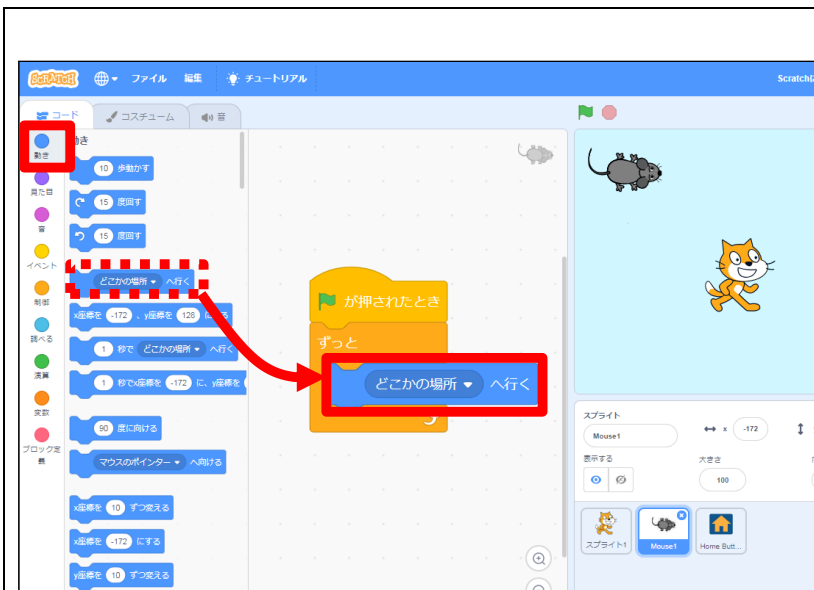 SCRATCH
ファイル
編集
チュートリアル
コード
コスチューム
音
動き
見た目
音
イベント
制御
調べる
演算
変数
ブロック定義
動き
10 歩動かす
15 度回す
15 度回す
どこかの場所 へ行く
x座標を -172 、y座標を 128 にする
1 秒で どこかの場所 へ行く
1 秒でx座標を -172 に、y座標を
90 度に向ける
マウスのポインター へ向ける
x座標を 10 ずつ変える
x座標を -172 にする
y座標を 10 ずつ変える
が押されたとき
ずっと
どこかの場所 へ行く
スプライト
Mouse1
x -172
表示する
大きさ
100
スプライト1
Mouse1
Home Butt...